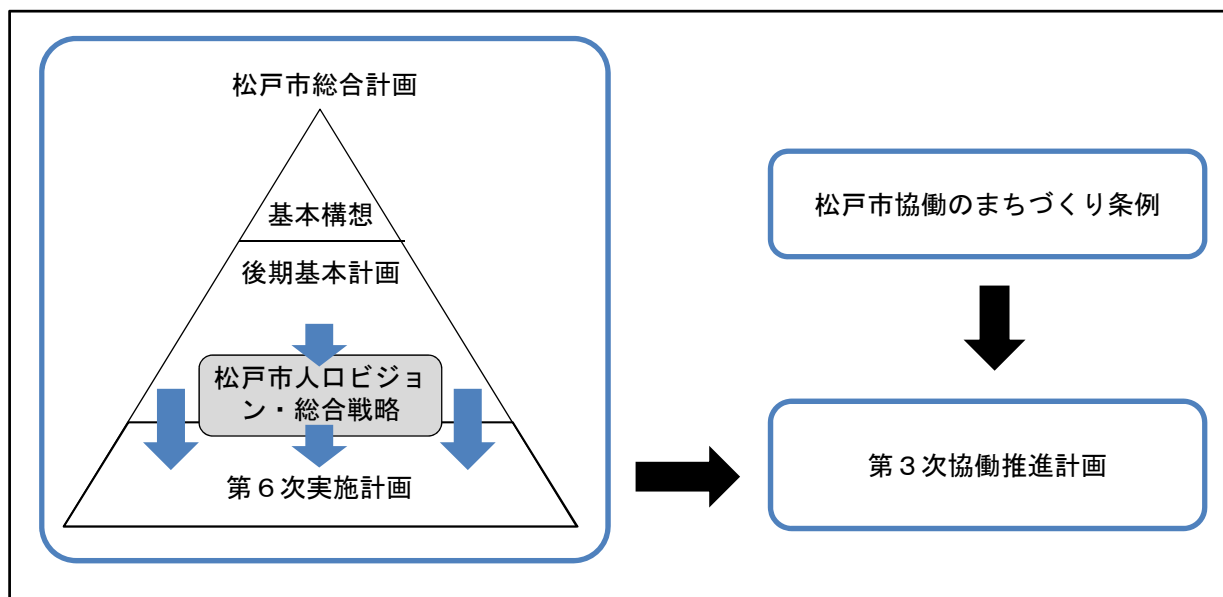 松戸市総合計画
基本構想
後期基本計画
松戸市人口ビジョ
ン・総合戦略
第６次実施計画
松戸市協働のまちづくり条例
第３次協働推進計画